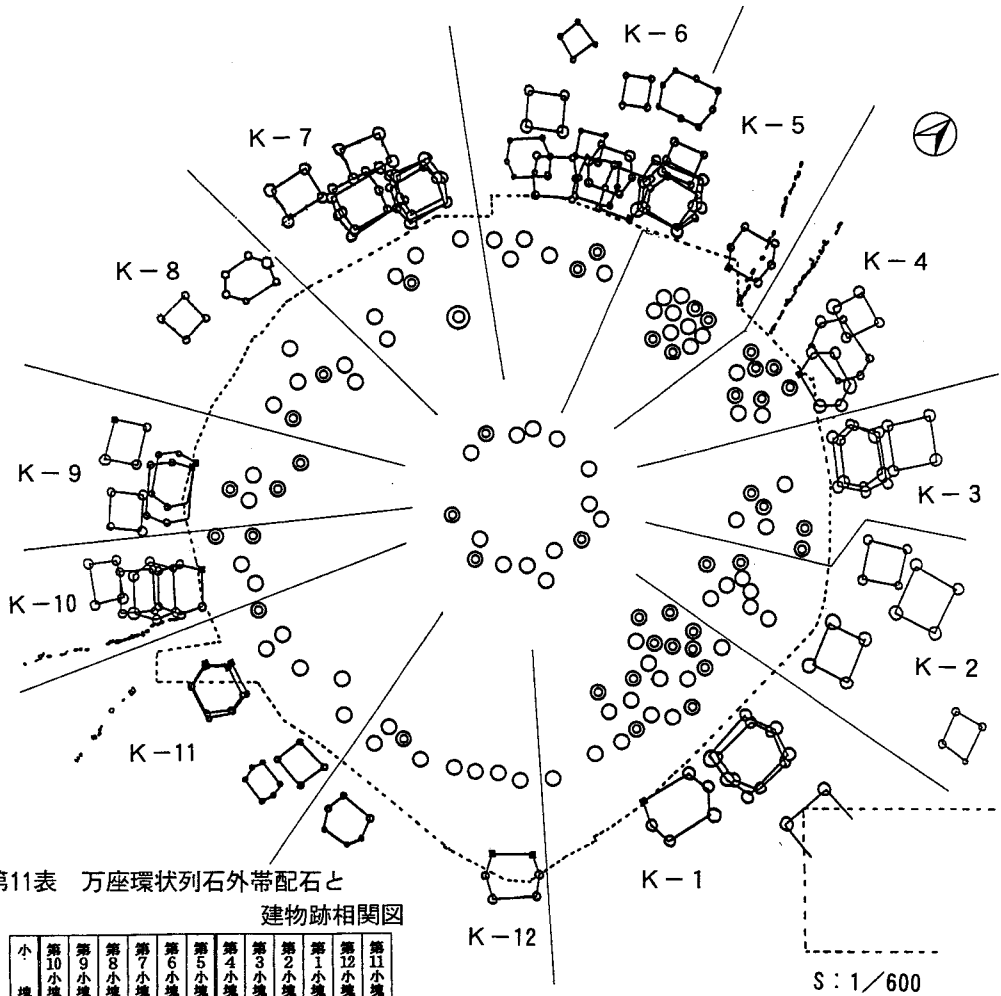 K-6
K-5
K-7
K-4
K-8
K-9
K-3
K-10
K-2
K-11
K-1
第11表 万座環状列石外帯配石と
建物跡相関図
K-12
小塊
第10小塊
第9小塊
第8小塊
第7小塊
第6小塊
第5小塊
第4小塊
第3小塊
第2小塊
第1小塊
第12小塊
第11小塊
S:1/600